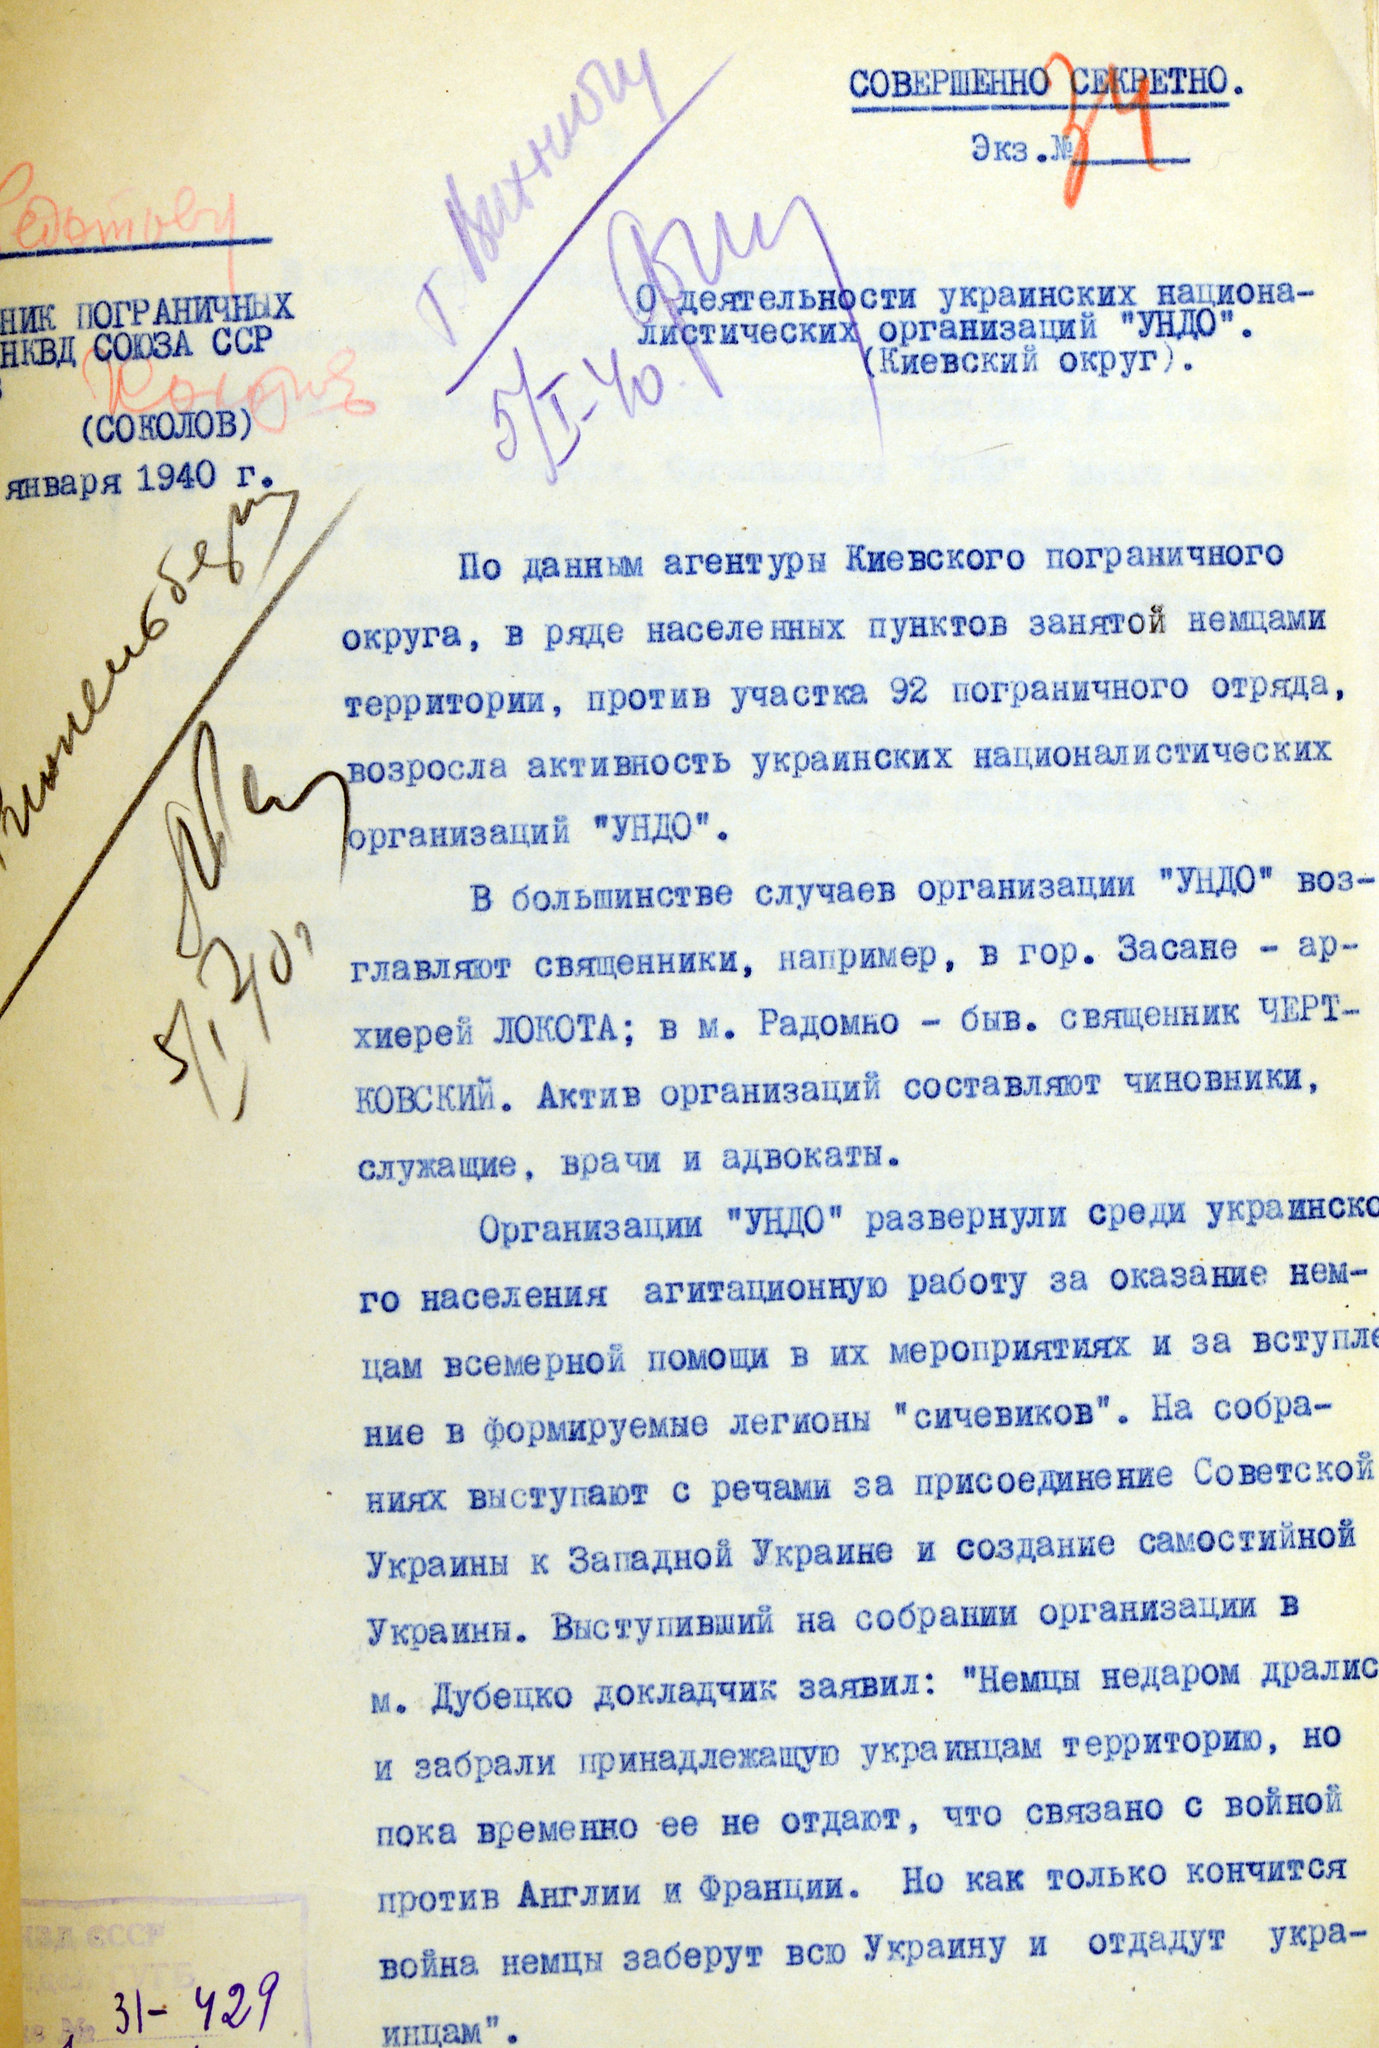 СОВЕРШЕННО СЕКРЕТНО.
Экз.№
34
НИК ПОГРАНИЧНЫХ
НКВД СОЮЗА ССР
(СОКОЛОВ)
января 1940 г.
5/I-40
О деятельности украинских национа-
листических организаций "УНДО".
(Киевский округ).
По данным агентуры Киевского пограничного
округа, в ряде населенных пунктов занятой немцами
территории, против участка 92 пограничного отряда,
возросла активность украинских националистических
организаций "УНДО".
В большинстве случаев организации "УНДО" воз-
главляют священники, например, в гор. Засане - ар-
хиерей ЛОКОТА; в м. Радомно - быв. священник ЧЕРТ-
КОВСКИЙ. Актив организаций составляют чиновники,
служащие, врачи и адвокаты.
Организации "УНДО" развернули среди украинско
го населения агитационную работу за оказание нем-
цам всемерной помощи в их мероприятиях и за вступле
ние в формируемые легионы "сичевиков". На собра-
ниях выступают с речами за присоединение Советской
Украины к Западной Украине и создание самостийной
Украины. Выступивший на собрании организации в
м. Дубецко докладчик заявил: "Немцы недаром дралис
и забрали принадлежащую украинцам территорию, но
пока временно ее не отдают, что связано с войной
против Англии и Франции. Но как только кончится
война немцы заберут всю Украину и отдадут укра-
инцам".
СССР
31-429